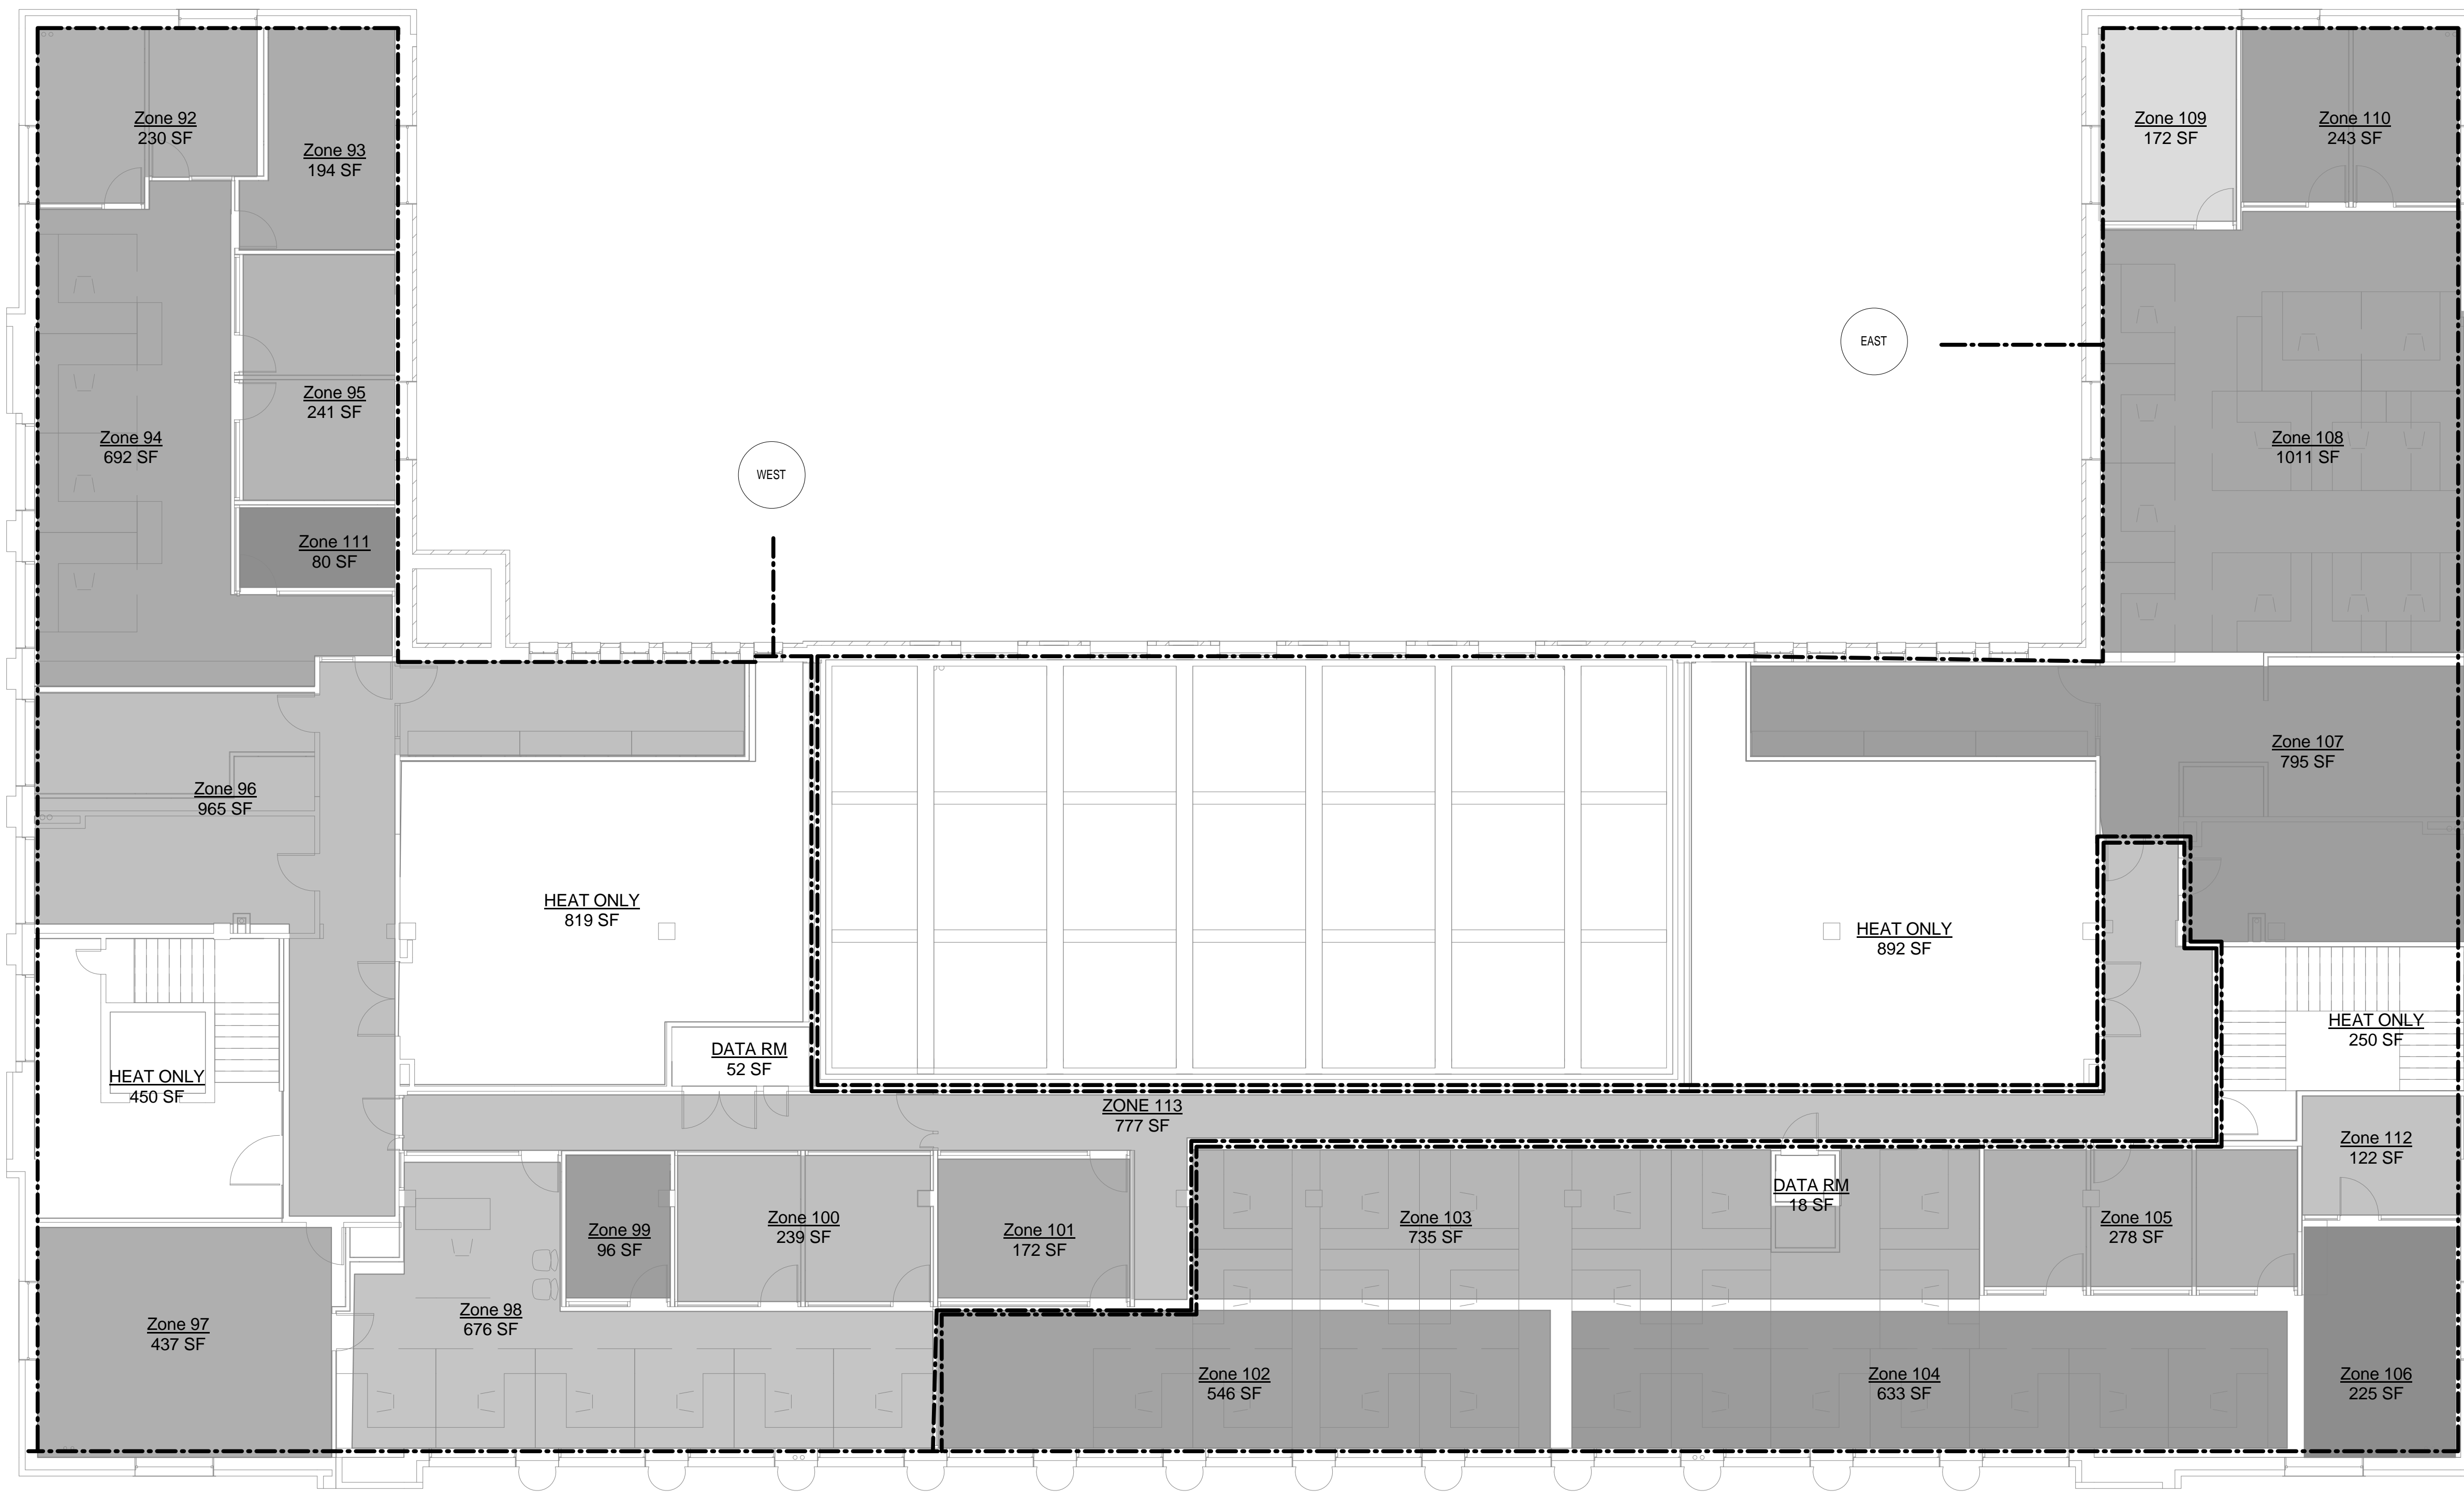 Zone 92
230 SF
Zone 93
194 SF
Zone 109
172 SF
Zone 110
243 SF
EAST
Zone 95
241 SF
Zone 94
692 SF
Zone 108
1011 SF
WEST
Zone 111
80 SF
Zone 107
795 SF
Zone 96
965 SF
HEAT ONLY
819 SF
HEAT ONLY
892 SF
HEAT ONLY
250 SF
DATA RM
52 SF
HEAT ONLY
450 SF
ZONE 113
777 SF
Zone 112
122 SF
DATA RM
18 SF
Zone 99
96 SF
Zone 100
239 SF
Zone 101
172 SF
Zone 103
735 SF
Zone 105
278 SF
Zone 98
676 SF
Zone 97
437 SF
Zone 102
546 SF
Zone 104
633 SF
Zone 106
225 SF